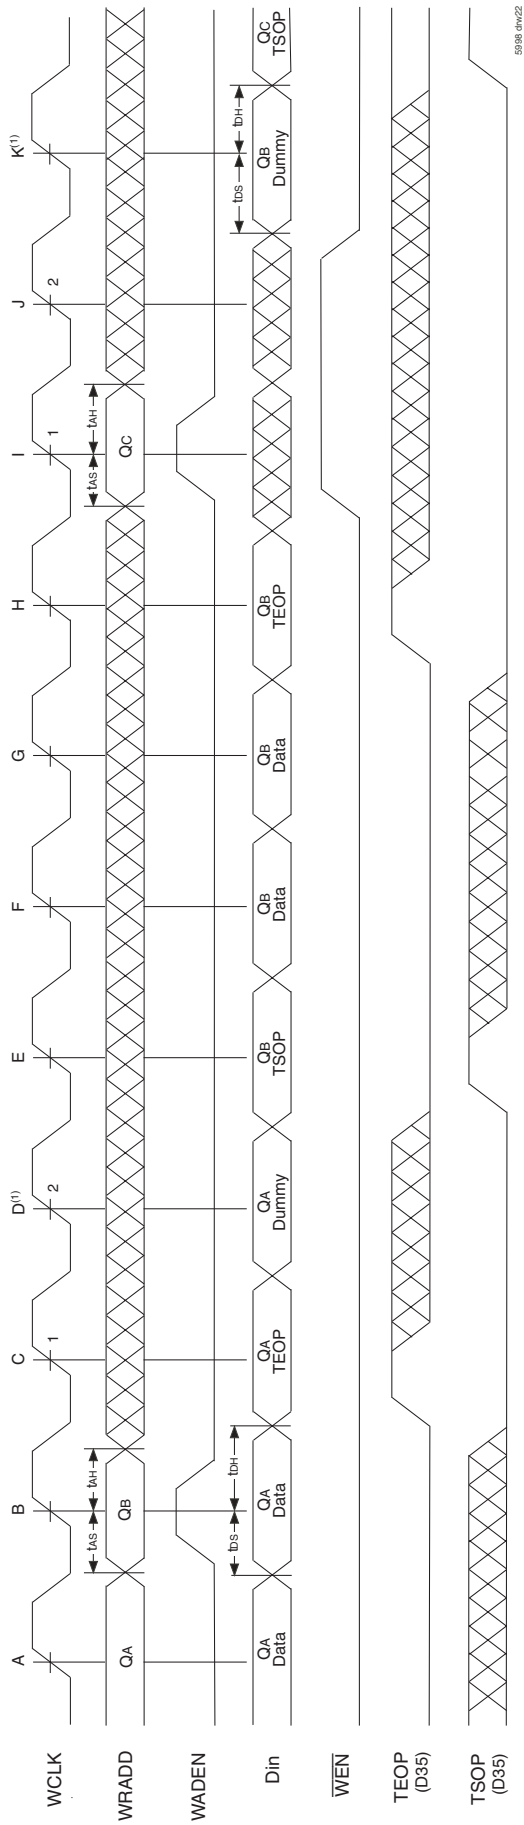 A B C D(1) E F G H I J K(1)
WCLK 1 2 1 2
WRADD QA tAS tAH QB tAS tAH QC
WADEN
Din QA Data tDS tDH QA Data QA TEOP QA Dummy QB TSOP QB Data QB Data QB TEOP tDS tDH QB Dummy QC TSOP
WEN
TEOP (D35)
TSOP (D35)
5998 drw22